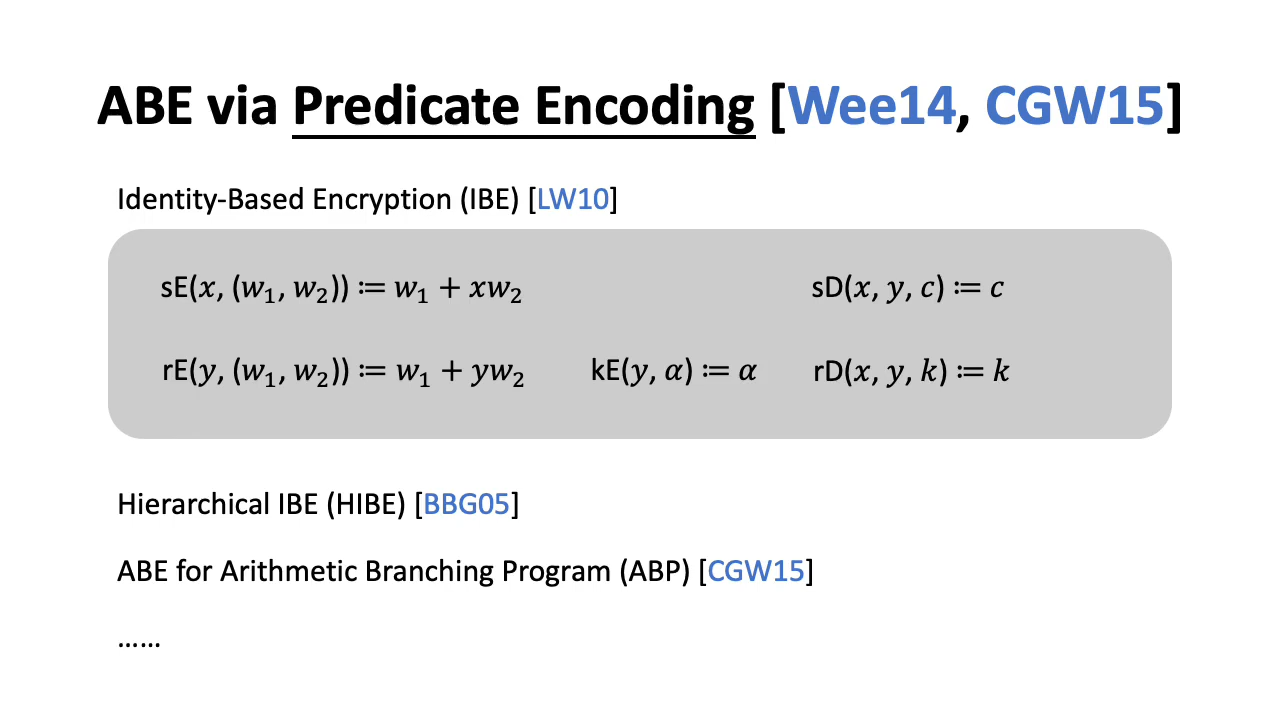 ABE via Predicate Encoding [Wee14, CGW15]
Identity-Based Encryption (IBE) [LW10]
sE(𝑥, (𝑤₁, 𝑤₂)) ≔ 𝑤₁ + 𝑥𝑤₂ sD(𝑥, 𝑦, 𝑐) ≔ 𝑐
rE(𝑦, (𝑤₁, 𝑤₂)) ≔ 𝑤₁ + 𝑦𝑤₂ kE(𝑦, 𝛼) ≔ 𝛼 rD(𝑥, 𝑦, 𝑘) ≔ 𝑘
Hierarchical IBE (HIBE) [BBG05]
ABE for Arithmetic Branching Program (ABP) [CGW15]
……